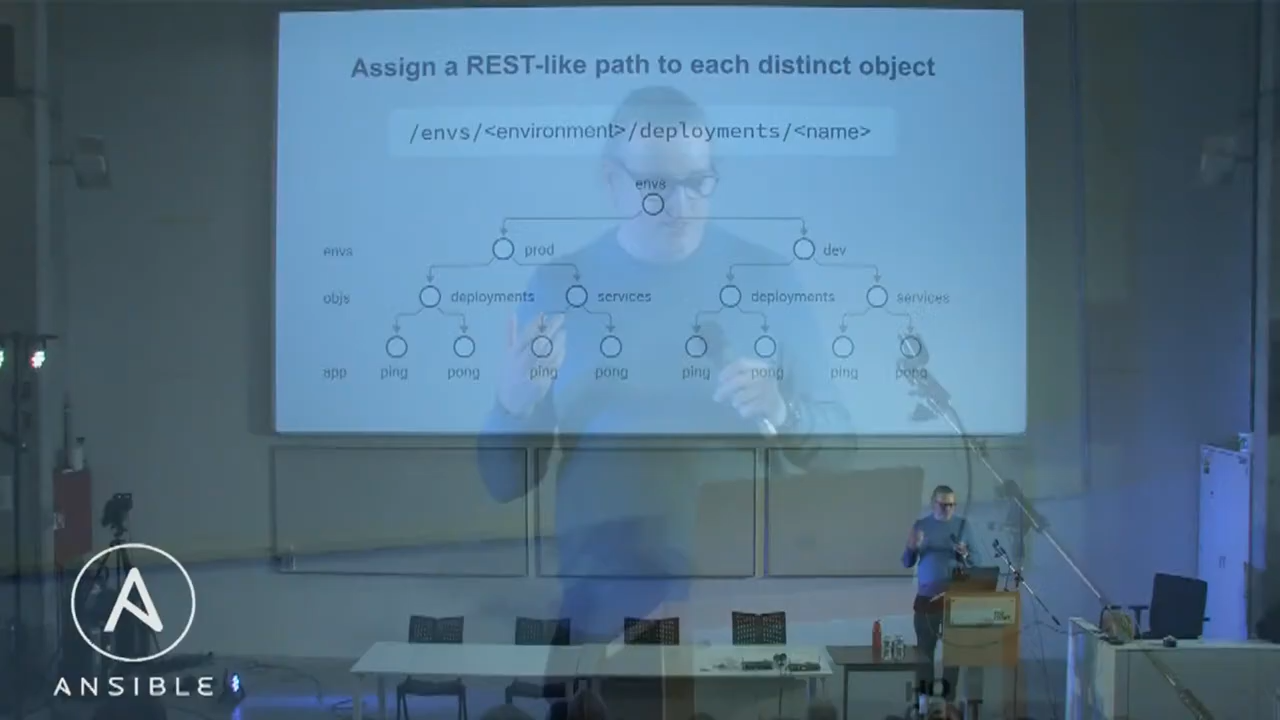 Assign a REST-like path to each distinct object
/envs/<environment>/deployments/<name>
envs
envs prod dev
objs deployments services deployments services
app ping pong ping pong ping pong ping pong
ANSIBLE